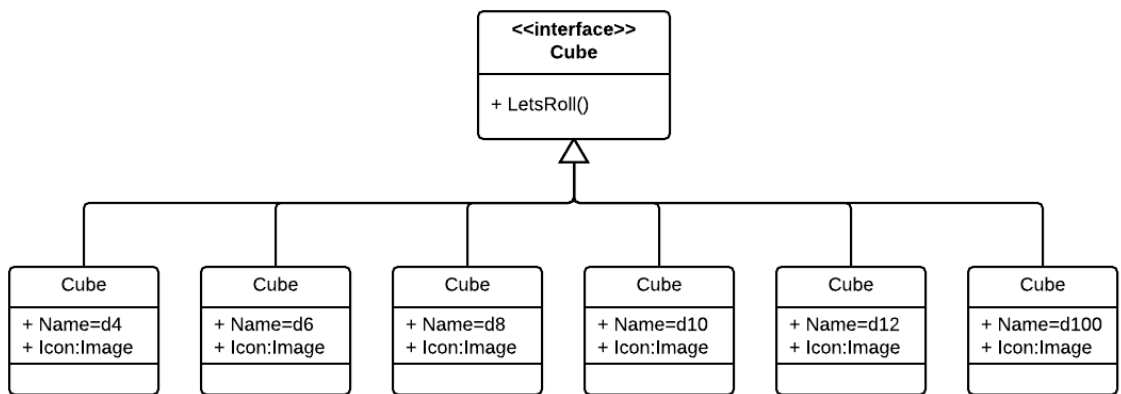 <<interface>>
Cube
+ LetsRoll()
Cube
+ Name=d4
+ Icon:Image
Cube
+ Name=d6
+ Icon:Image
Cube
+ Name=d8
+ Icon:Image
Cube
+ Name=d10
+ Icon:Image
Cube
+ Name=d12
+ Icon:Image
Cube
+ Name=d100
+ Icon:Image